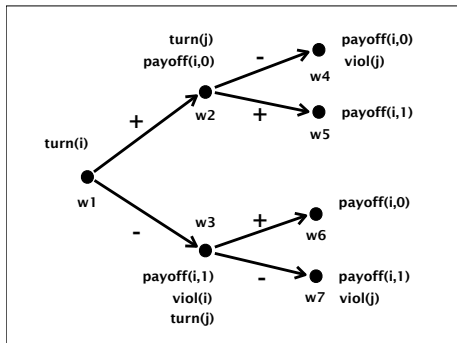 turn(j)
payoff(i,0)
-
payoff(i,0)
w4
viol(j)
w2
+
+
payoff(i,1)
w5
turn(i)
w1
-
w3
+
payoff(i,0)
w6
payoff(i,1)
viol(i)
turn(j)
-
payoff(i,1)
w7
viol(j)